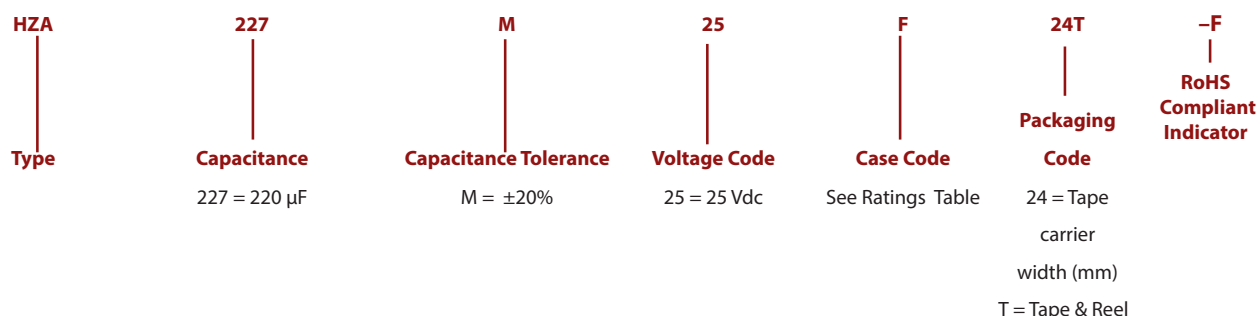 HZA 227 M 25 F 24T –F
RoHS
Compliant
Indicator
Packaging
Type Capacitance Capacitance Tolerance Voltage Code Case Code Code
227 = 220 µF M = ±20% 25 = 25 Vdc See Ratings Table 24 = Tape
carrier
width (mm)
T = Tape & Reel